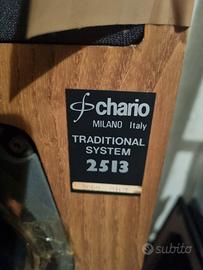 chario
MILANO Italy
TRADITIONAL
SYSTEM
2513
subito